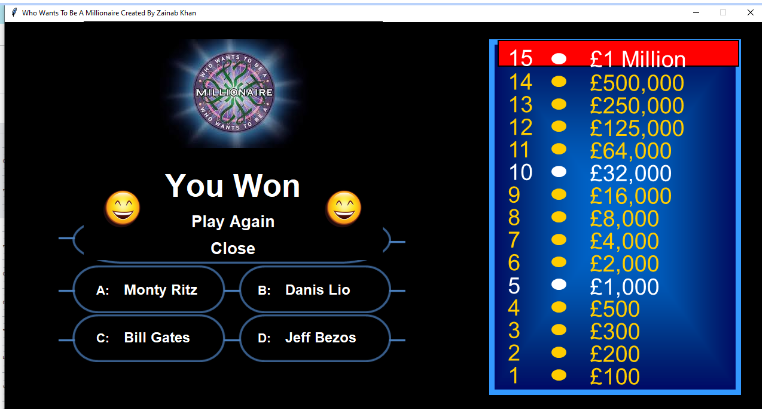 Who Wants To Be A Millionaire Created By Zainab Khan
WHO WANTS TO BE A
MILLIONAIRE
WHO WANTS TO BE A
You Won
Play Again
Close
A: Monty Ritz
B: Danis Lio
C: Bill Gates
D: Jeff Bezos
15 £1 Million
14 £500,000
13 £250,000
12 £125,000
11 £64,000
10 £32,000
9 £16,000
8 £8,000
7 £4,000
6 £2,000
5 £1,000
4 £500
3 £300
2 £200
1 £100